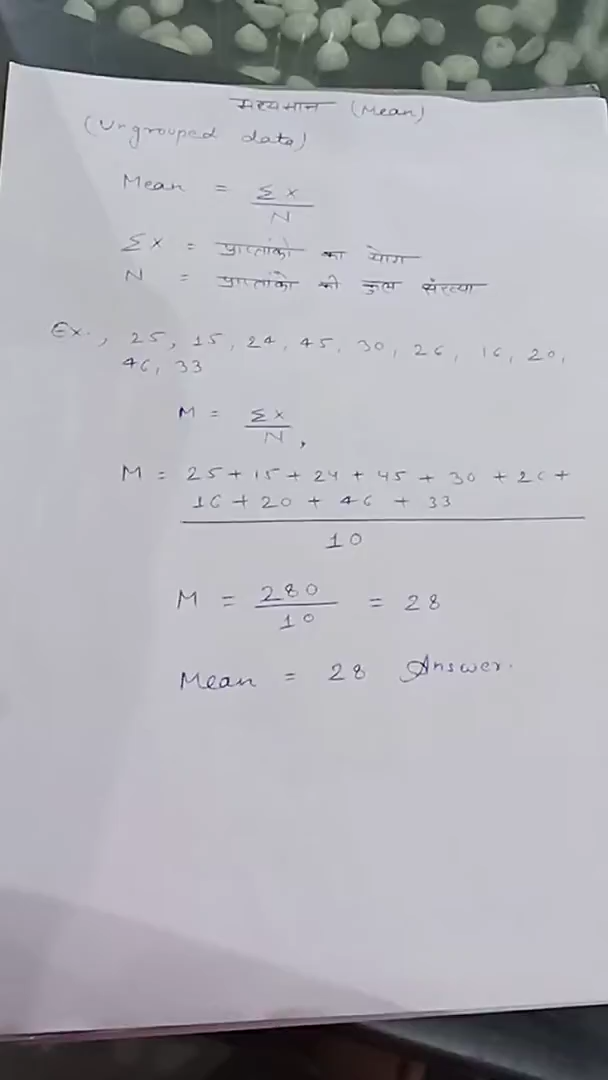 मध्यमान (Mean)
(Ungrouped data)
Mean = ΣX
N
ΣX = प्राप्तांको का योग
N = प्राप्तांको की कुल संख्या
Ex., 25, 15, 24, 45, 30, 26, 16, 20,
46, 33
M = ΣX
N,
M = 25 + 15 + 24 + 45 + 30 + 26 +
16 + 20 + 46 + 33
10
M = 280 = 28
10
Mean = 28 Answer.